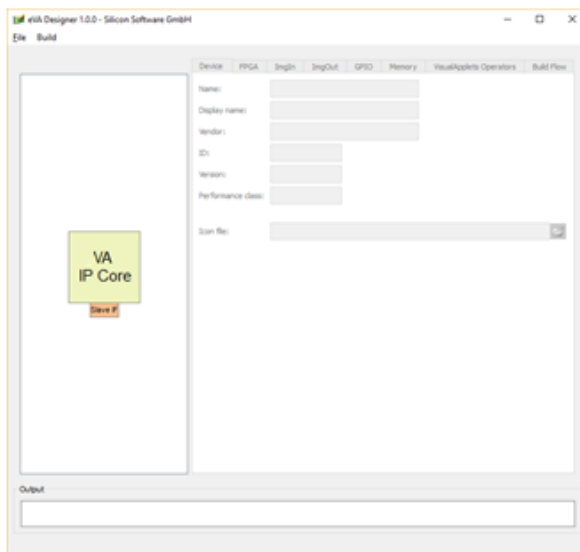 eVA Designer 1.0.0 - Silicon Software GmbH
File Build
Device FPGA ImgIn ImgOut GPIO Memory VisualApplets Operators Build Flow
Name:
Display name:
Vendor:
ID:
Version:
Performance class:
Icon file:
VA
IP Core
Slave IF
Output